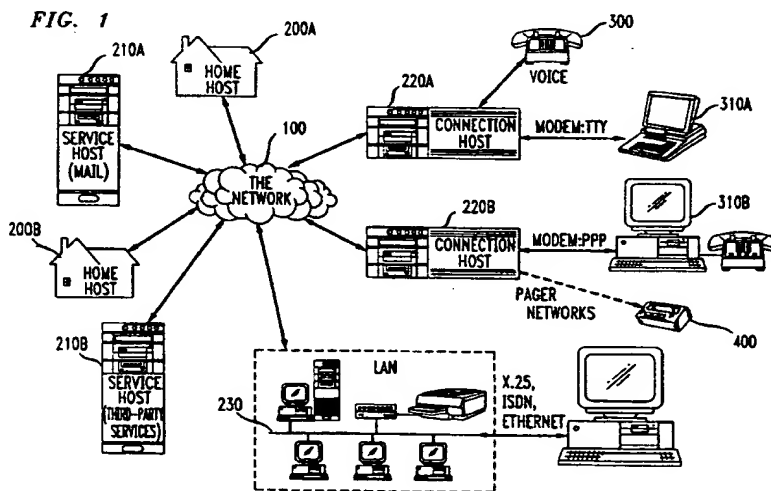 FIG. 1
210A
SERVICE
HOST
(MAIL)
200A
HOME
HOST
220A
CONNECTION
HOST
300
VOICE
MODEM:TTY
310A
100
THE
NETWORK
200B
HOME
HOST
220B
CONNECTION
HOST
MODEM:PPP
310B
PAGER
NETWORKS
400
210B
SERVICE
HOST
(THIRD-PARTY
SERVICES)
LAN
230
X.25,
ISDN,
ETHERNET